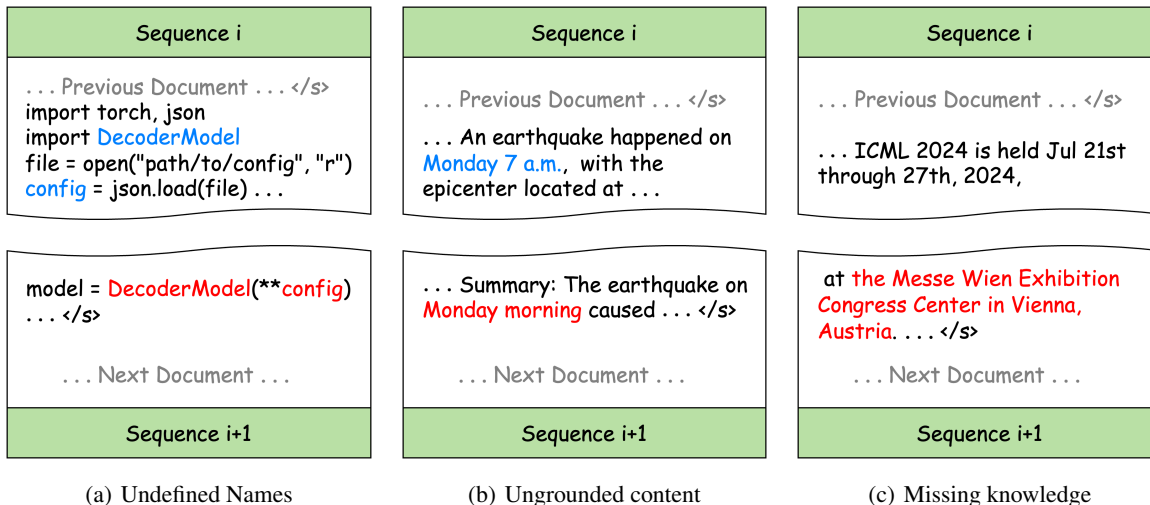 Sequence i
. . . Previous Document . . . </s>
import torch, json
import DecoderModel
file = open("path/to/config", "r")
config = json.load(file) . . .
model = DecoderModel(**config)
. . . </s>
. . . Next Document . . .
Sequence i+1
(a) Undefined Names
Sequence i
. . . Previous Document . . . </s>
. . . An earthquake happened on
Monday 7 a.m., with the
epicenter located at . . .
. . . Summary: The earthquake on
Monday morning caused . . . </s>
. . . Next Document . . .
Sequence i+1
(b) Ungrounded content
Sequence i
. . . Previous Document . . . </s>
. . . ICML 2024 is held Jul 21st
through 27th, 2024,
at the Messe Wien Exhibition
Congress Center in Vienna,
Austria. . . . </s>
. . . Next Document . . .
Sequence i+1
(c) Missing knowledge